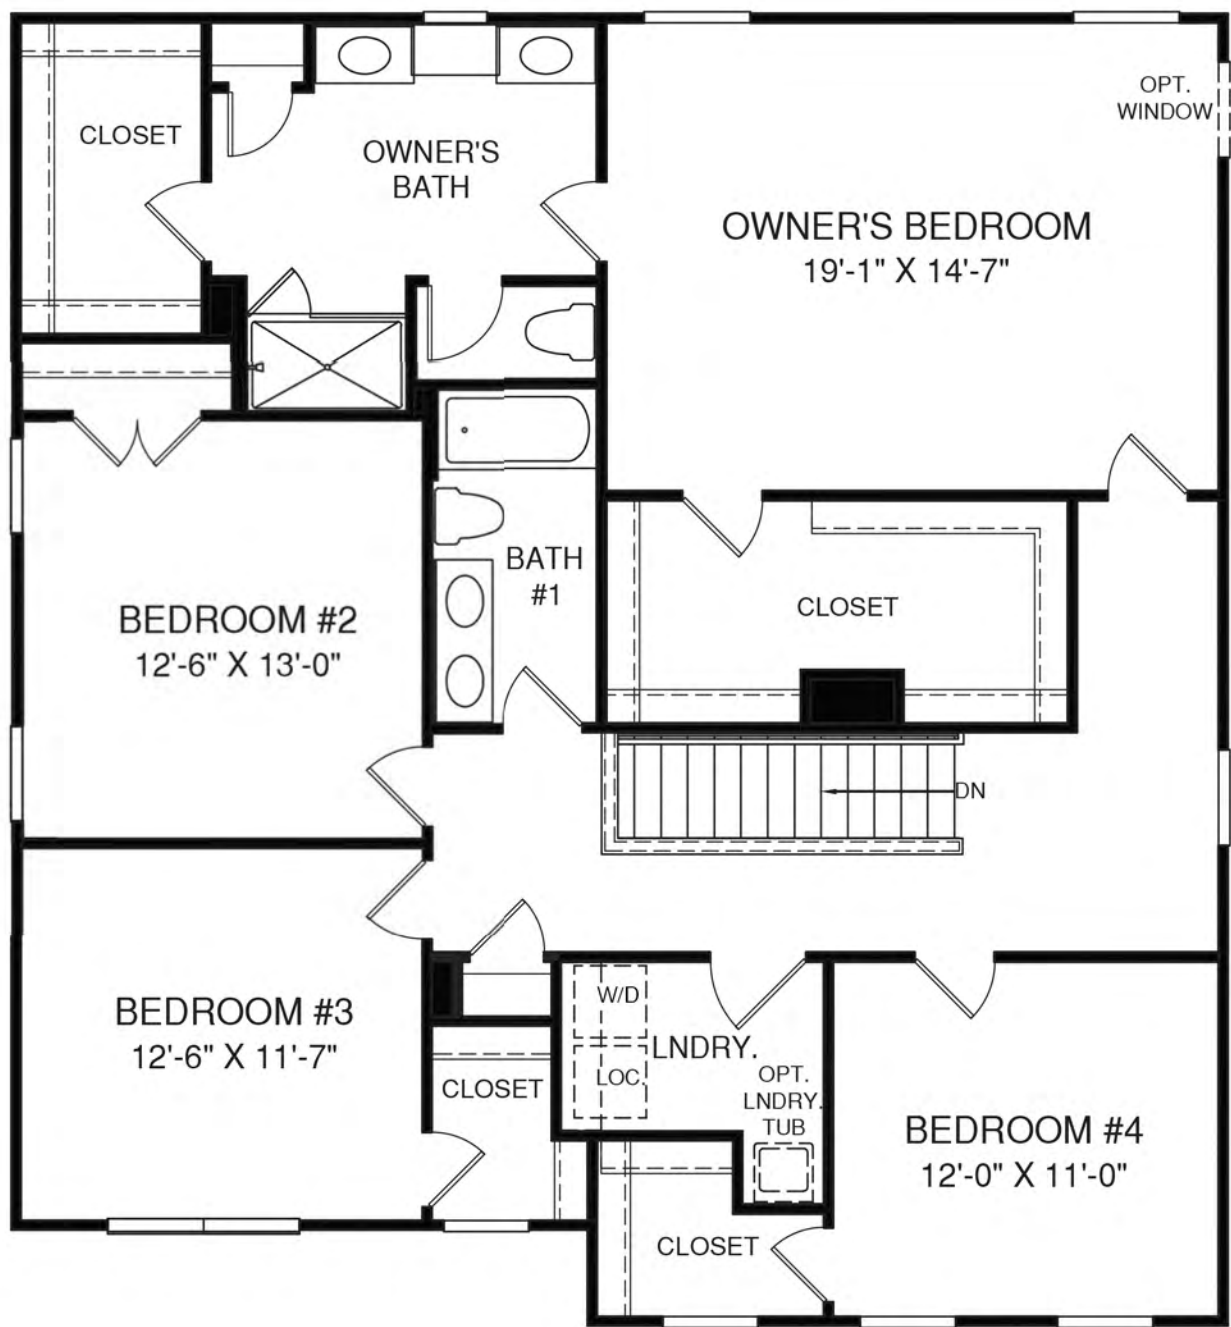 OPT.
WINDOW
CLOSET
OWNER'S
BATH
OWNER'S BEDROOM
19'-1" X 14'-7"
BATH
#1
CLOSET
BEDROOM #2
12'-6" X 13'-0"
DN
BEDROOM #3
12'-6" X 11'-7"
W/D
LOC.
LNDRY.
OPT.
LNDRY.
TUB
CLOSET
BEDROOM #4
12'-0" X 11'-0"
CLOSET